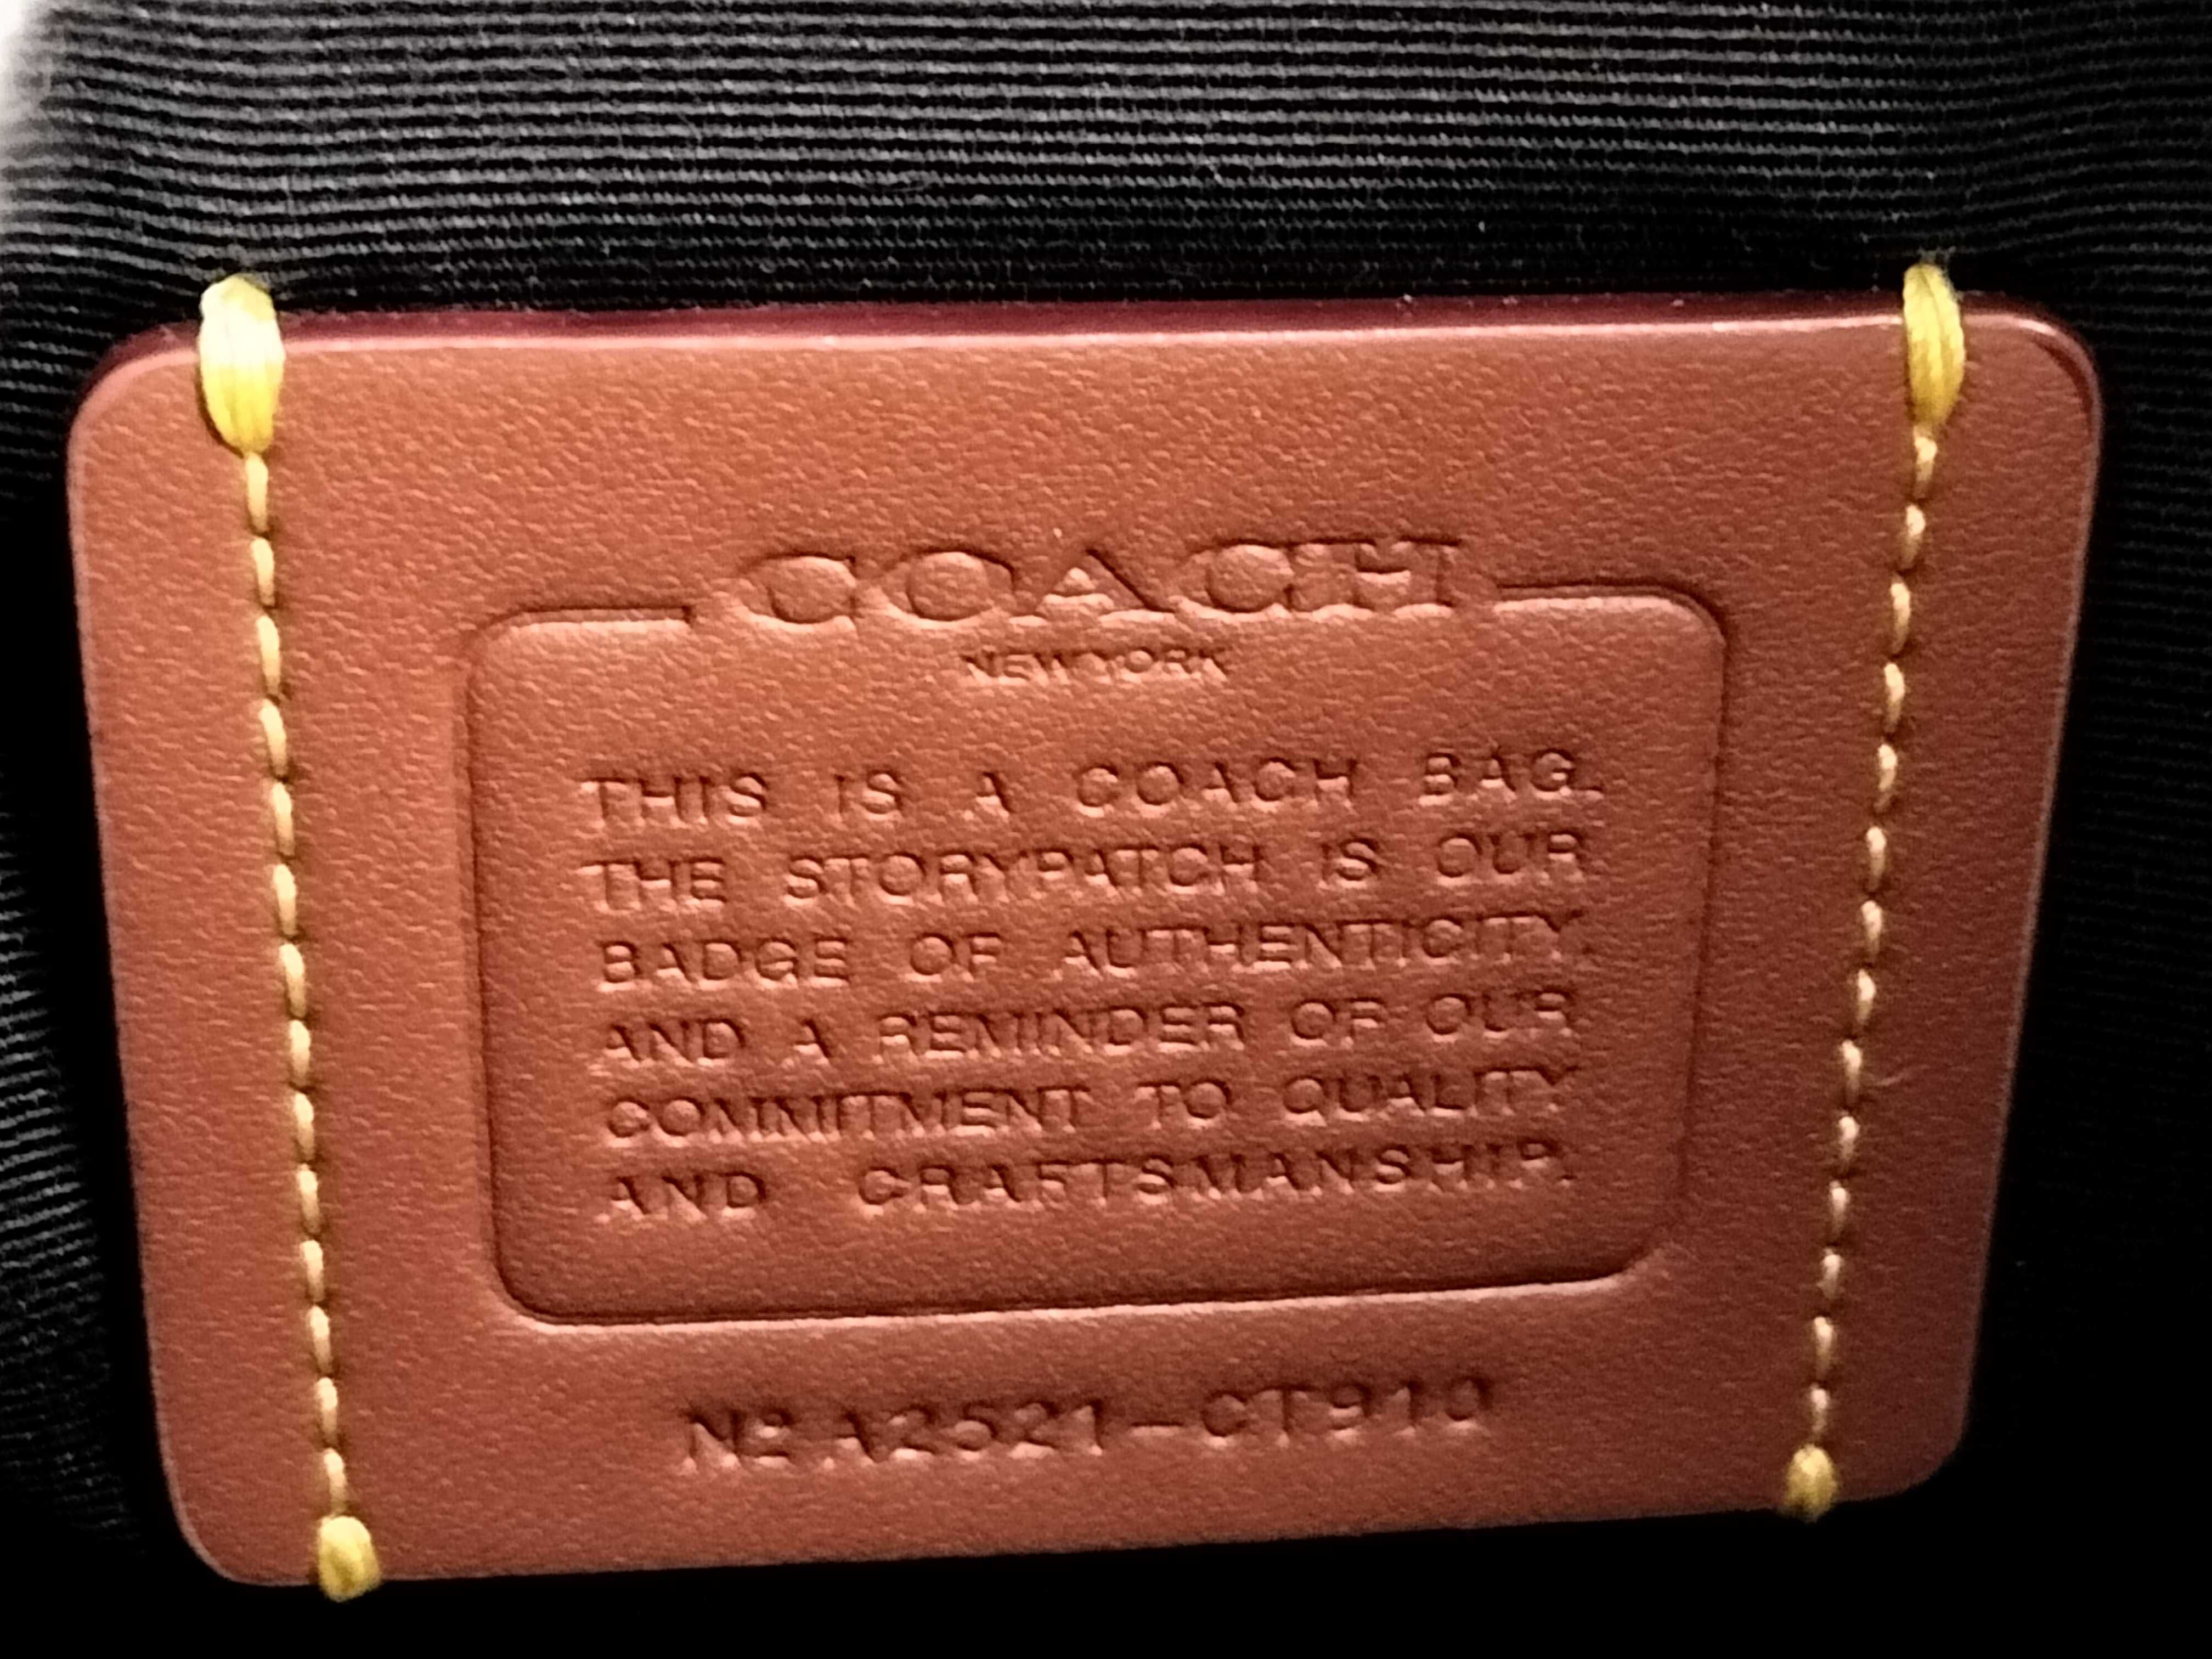 COACH
NEW YORK
THIS IS A COACH BAG.
THE STORYPATCH IS OUR
BADGE OF AUTHENTICITY.
AND A REMINDER OF OUR
COMMITMENT TO QUALITY
AND CRAFTSMANSHIP.
Nº A2521-CT910